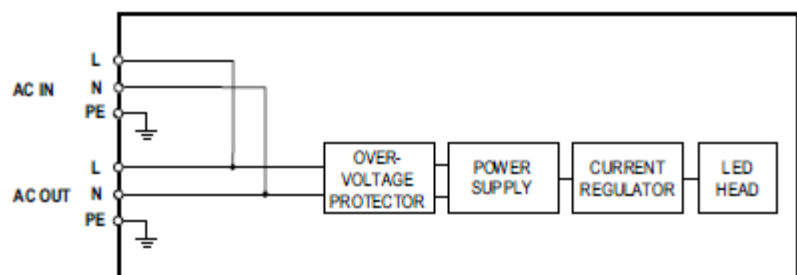 L
AC IN N
PE
L
AC OUT N
PE
OVER-
VOLTAGE
PROTECTOR
POWER
SUPPLY
CURRENT
REGULATOR
LED
HEAD